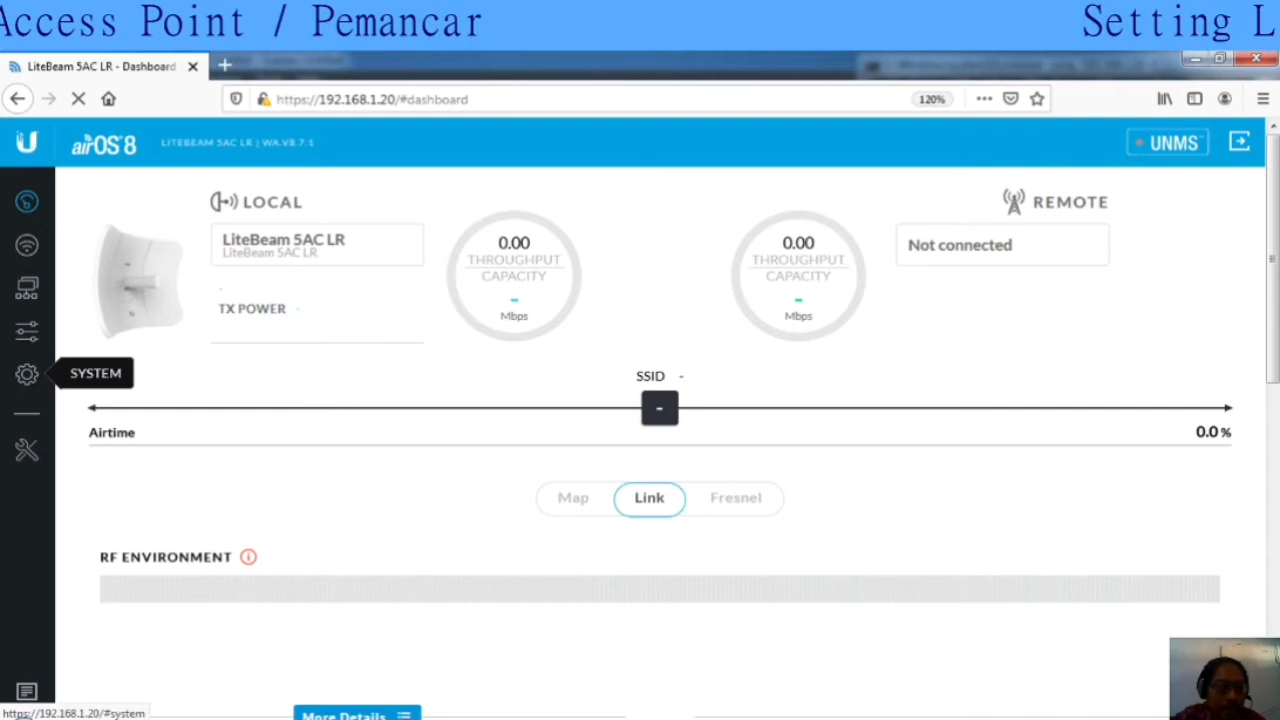 Access Point / Pemancar
Setting L
LiteBeam 5AC LR - Dashboard
https://192.168.1.20/#dashboard
120%
airOS 8
LITEBEAM 5AC LR | WA.V8.7.1
UNMS
LOCAL
REMOTE
LiteBeam 5AC LR
LiteBeam 5AC LR
0.00
THROUGHPUT
CAPACITY
-
Mbps
0.00
THROUGHPUT
CAPACITY
-
Mbps
Not connected
-
TX POWER -
SYSTEM
SSID -
-
Airtime
0.0 %
Map
Link
Fresnel
RF ENVIRONMENT
More Details
https://192.168.1.20/#system